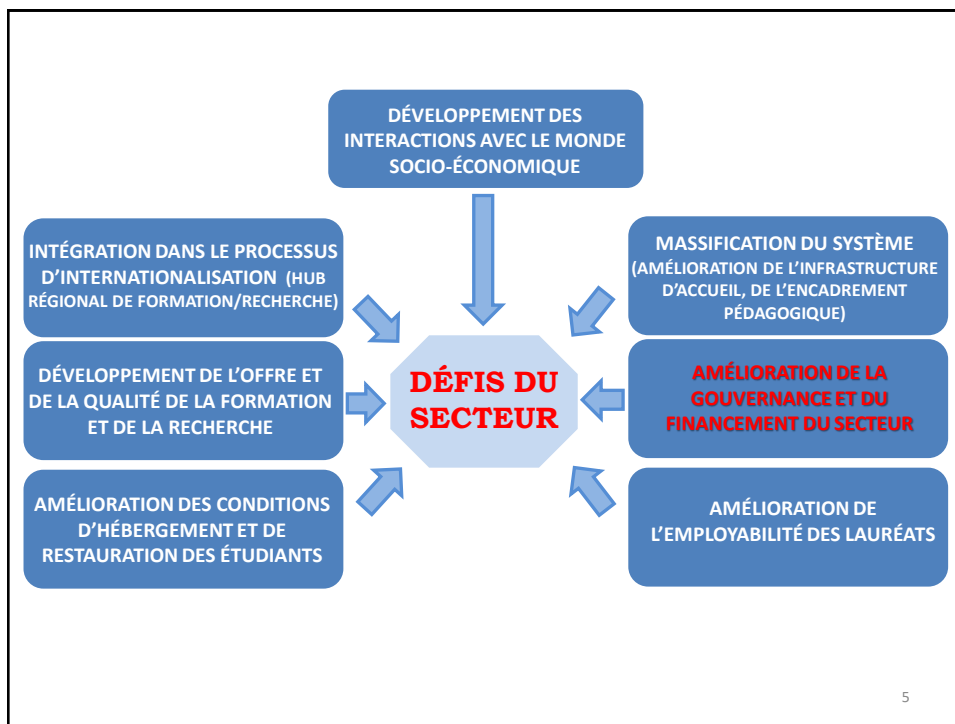 DÉVELOPPEMENT DES
INTERACTIONS AVEC LE MONDE
SOCIO-ÉCONOMIQUE
INTÉGRATION DANS LE PROCESSUS
D’INTERNATIONALISATION (HUB
RÉGIONAL DE FORMATION/RECHERCHE)
MASSIFICATION DU SYSTÈME
(AMÉLIORATION DE L’INFRASTRUCTURE
D’ACCUEIL, DE L’ENCADREMENT
PÉDAGOGIQUE)
DÉVELOPPEMENT DE L’OFFRE ET
DE LA QUALITÉ DE LA FORMATION
ET DE LA RECHERCHE
DÉFIS DU
SECTEUR
AMÉLIORATION DE LA
GOUVERNANCE ET DU
FINANCEMENT DU SECTEUR
AMÉLIORATION DES CONDITIONS
D’HÉBERGEMENT ET DE
RESTAURATION DES ÉTUDIANTS
AMÉLIORATION DE
L’EMPLOYABILITÉ DES LAURÉATS
5